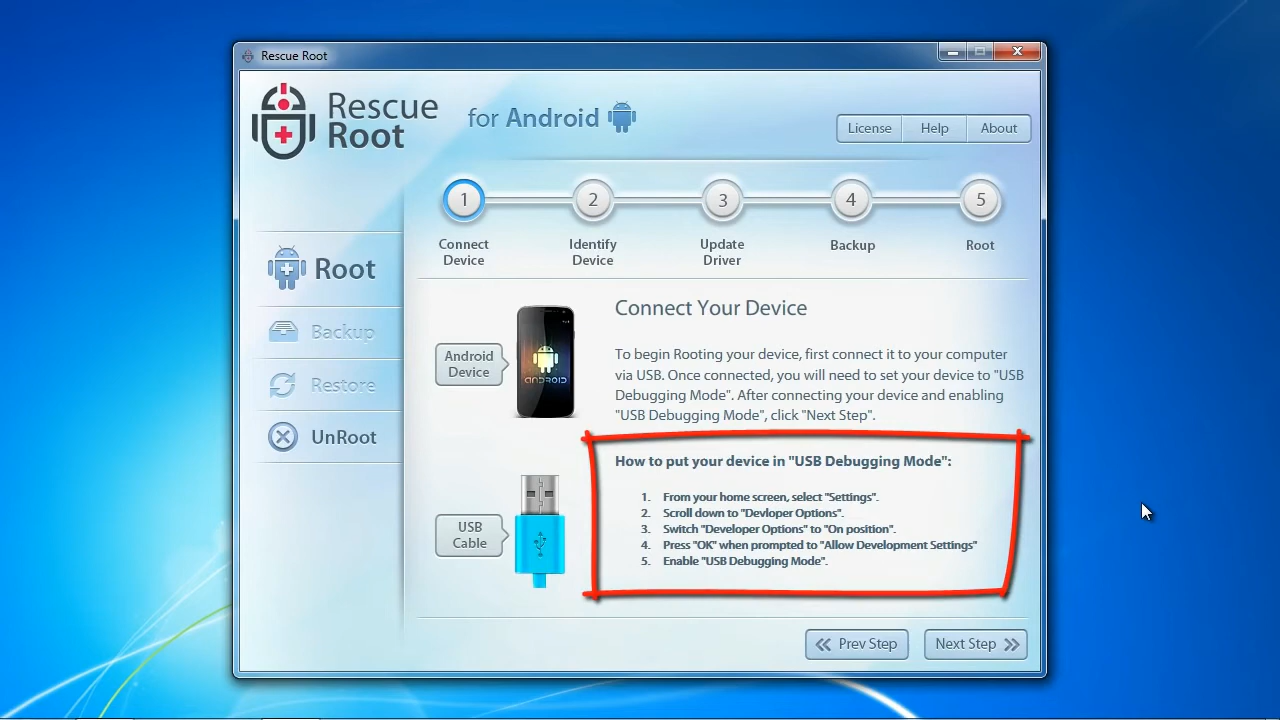 Rescue Root
Rescue
Root
for Android
License Help About
1 2 3 4 5
Connect
Device
Identify
Device
Update
Driver
Backup
Root
Root
Backup
Restore
UnRoot
Android
Device
ANDROID
USB
Cable
Connect Your Device
To begin Rooting your device, first connect it to your computer
via USB. Once connected, you will need to set your device to "USB
Debugging Mode". After connecting your device and enabling
"USB Debugging Mode", click "Next Step".
How to put your device in "USB Debugging Mode":
1. From your home screen, select "Settings".
2. Scroll down to "Devloper Options".
3. Switch "Developer Options" to "On position".
4. Press "OK" when prompted to "Allow Development Settings"
5. Enable "USB Debugging Mode".
Prev Step Next Step